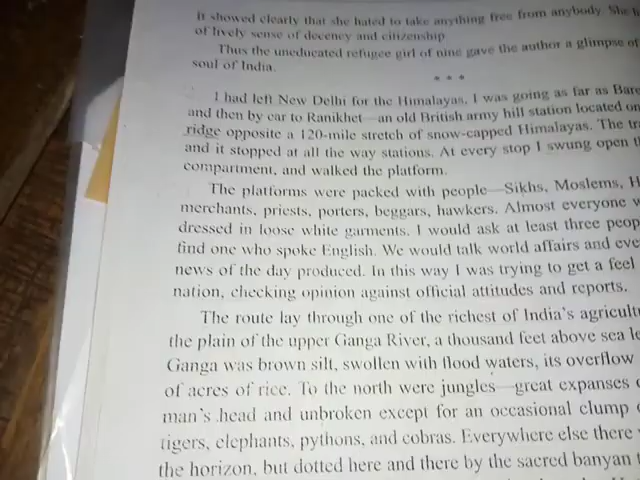 it showed clearly that she hated to take anything free from anybody. She
of lively sense of decency and citizenship
Thus the uneducated refugee girl of nine gave the author a glimpse of
soul of India.
* * *
I had left New Delhi for the Himalayas. I was going as far as
and then by car to Ranikhet—an old British army hill station located on
ridge opposite a 120-mile stretch of snow-capped Himalayas. The
and it stopped at all the way stations. At every stop I swung open
compartment, and walked the platform.
The platforms were packed with people—Sikhs, Moslems,
merchants, priests, porters, beggars, hawkers. Almost everyone
dressed in loose white garments. I would ask at least three
find one who spoke English. We would talk world affairs and
news of the day produced. In this way I was trying to get a feel
nation, checking opinion against official attitudes and reports.
The route lay through one of the richest of India's
the plain of the upper Ganga River, a thousand feet above sea
Ganga was brown silt, swollen with flood waters, its overflow
of acres of rice. To the north were jungles—great expanses
man's head and unbroken except for an occasional clump
tigers, elephants, pythons, and cobras. Everywhere else there
the horizon, but dotted here and there by the sacred banyan